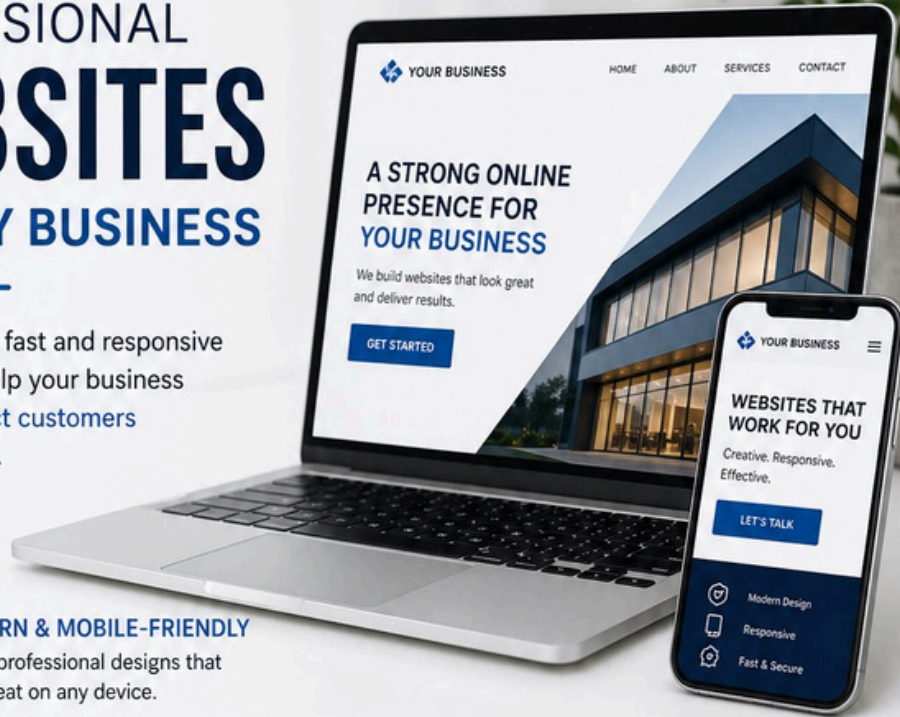 SIONAL
BSITES
Y BUSINESS
fast and responsive
lp your business
ct customers
RN & MOBILE-FRIENDLY
professional designs that
eat on any device.
YOUR BUSINESS
HOME ABOUT SERVICES CONTACT
A STRONG ONLINE
PRESENCE FOR
YOUR BUSINESS
We build websites that look great
and deliver results.
GET STARTED
YOUR BUSINESS
WEBSITES THAT
WORK FOR YOU
Creative. Responsive.
Effective.
LET'S TALK
Modern Design
Responsive
Fast & Secure